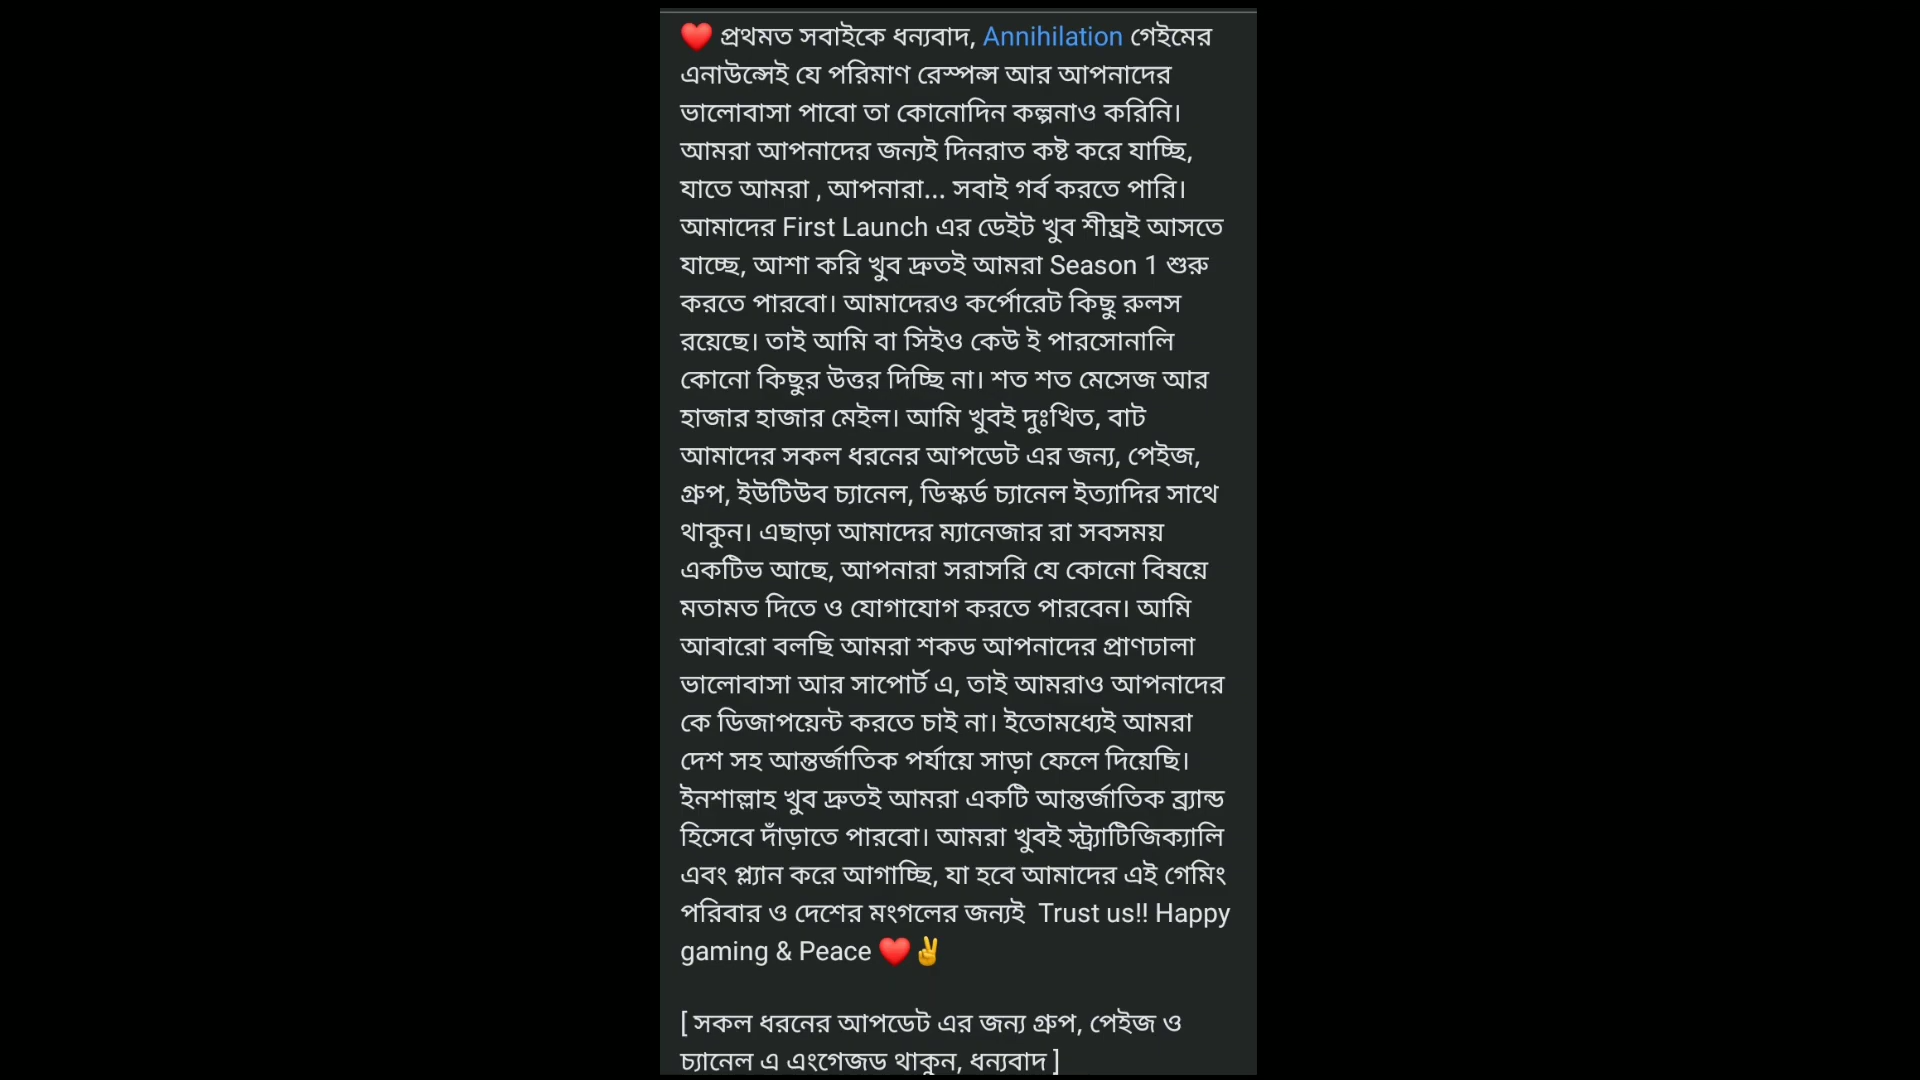 ❤️ প্রথমত সবাইকে ধন্যবাদ, Annihilation গেইমের
এনাউন্সেই যে পরিমাণ রেস্পন্স আর আপনাদের
ভালোবাসা পাবো তা কোনোদিন কল্পনাও করিনি।
আমরা আপনাদের জন্যই দিনরাত কষ্ট করে যাচ্ছি,
যাতে আমরা , আপনারা... সবাই গর্ব করতে পারি।
আমাদের First Launch এর ডেইট খুব শীঘ্রই আসতে
যাচ্ছে, আশা করি খুব দ্রুতই আমরা Season 1 শুরু
করতে পারবো। আমাদেরও কর্পোরেট কিছু রুলস
রয়েছে। তাই আমি বা সিইও কেউ ই পারসোনালি
কোনো কিছুর উত্তর দিচ্ছি না। শত শত মেসেজ আর
হাজার হাজার মেইল। আমি খুবই দুঃখিত, বাট
আমাদের সকল ধরনের আপডেট এর জন্য, পেইজ,
গ্রুপ, ইউটিউব চ্যানেল, ডিস্কর্ড চ্যানেল ইত্যাদির সাথে
থাকুন। এছাড়া আমাদের ম্যানেজার রা সবসময়
একটিভ আছে, আপনারা সরাসরি যে কোনো বিষয়ে
মতামত দিতে ও যোগাযোগ করতে পারবেন। আমি
আবারো বলছি আমরা শকড আপনাদের প্রাণঢালা
ভালোবাসা আর সাপোর্ট এ, তাই আমরাও আপনাদের
কে ডিজাপয়েন্ট করতে চাই না। ইতোমধ্যেই আমরা
দেশ সহ আন্তর্জাতিক পর্যায়ে সাড়া ফেলে দিয়েছি।
ইনশাল্লাহ খুব দ্রুতই আমরা একটি আন্তর্জাতিক ব্র্যান্ড
হিসেবে দাঁড়াতে পারবো। আমরা খুবই স্ট্র্যাটিজিক্যালি
এবং প্ল্যান করে আগাচ্ছি, যা হবে আমাদের এই গেমিং
পরিবার ও দেশের মংগলের জন্যই Trust us!! Happy
gaming & Peace ❤️✌️
[ সকল ধরনের আপডেট এর জন্য গ্রুপ, পেইজ ও
চ্যানেল এ এংগেজড থাকুন, ধন্যবাদ ]